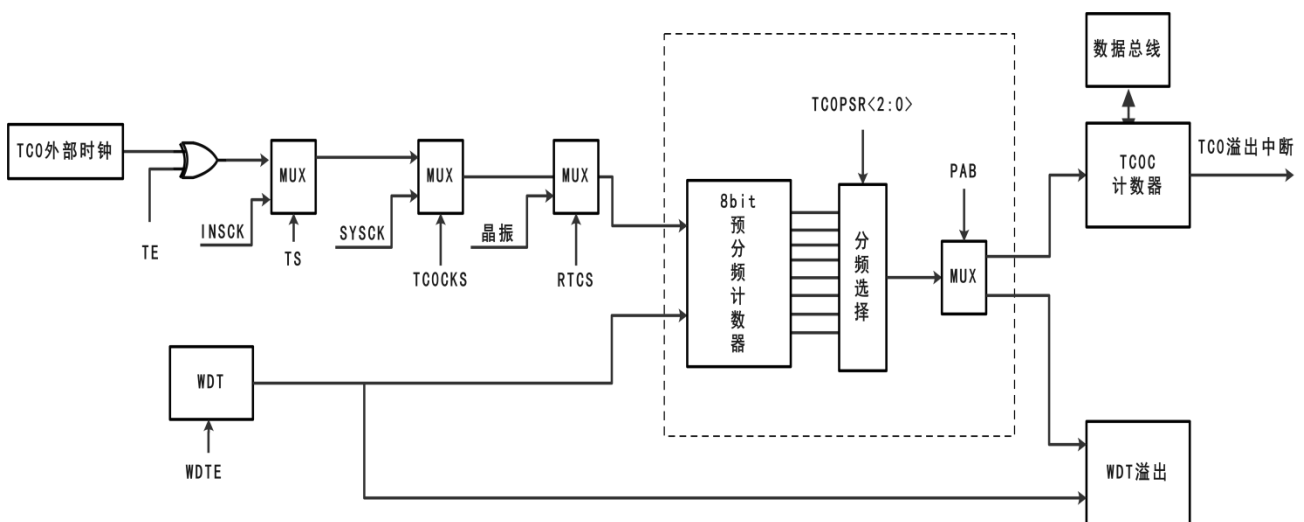 数据总线
TC0PSR<2:0>
TC0外部时钟
MUX
MUX
MUX
8bit
预
分
频
计
数
器
分
频
选
择
PAB
MUX
TC0C
计数器
TC0溢出中断
TE
INSCK
TS
SYSCK
TC0CKS
晶振
RTCS
WDT
WDTE
WDT溢出